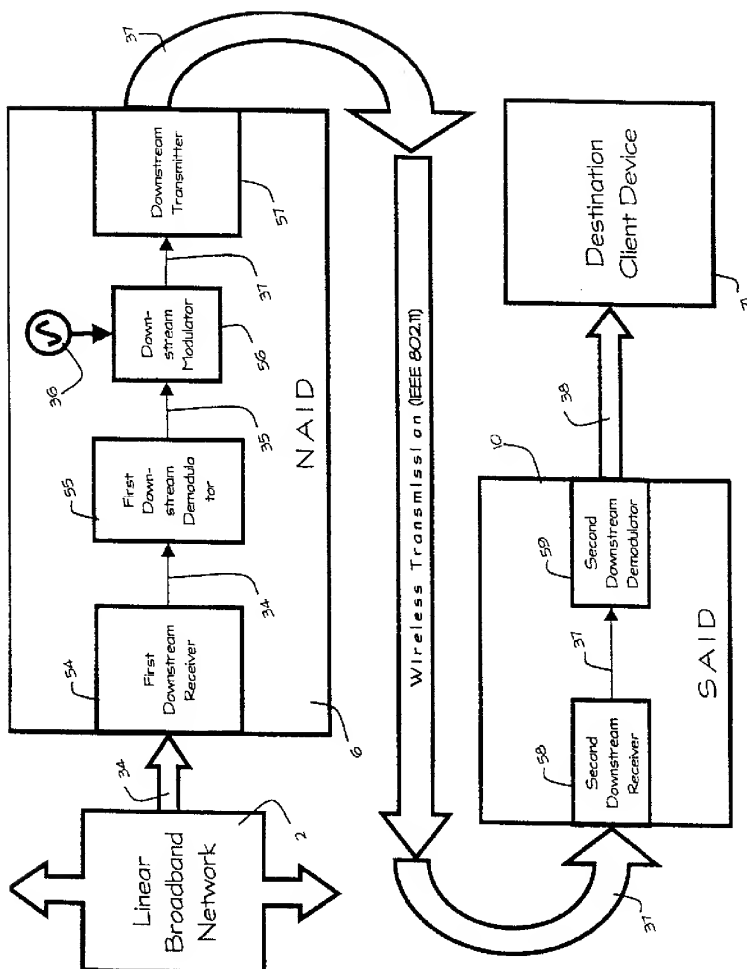 Linear
Broadband
Network
2
34
54
First
Downstream
Receiver
34
55
First
Down-
stream
Demodula
tor
35
36
Down-
stream
Modulator
56
37
Downstream
Transmitter
57
NAID
6
37
Wireless Transmission (IEEE 802.11)
37
58
Second
Downstream
Receiver
37
59
Second
Downstream
Demodulator
SAID
10
38
Destination
Client Device